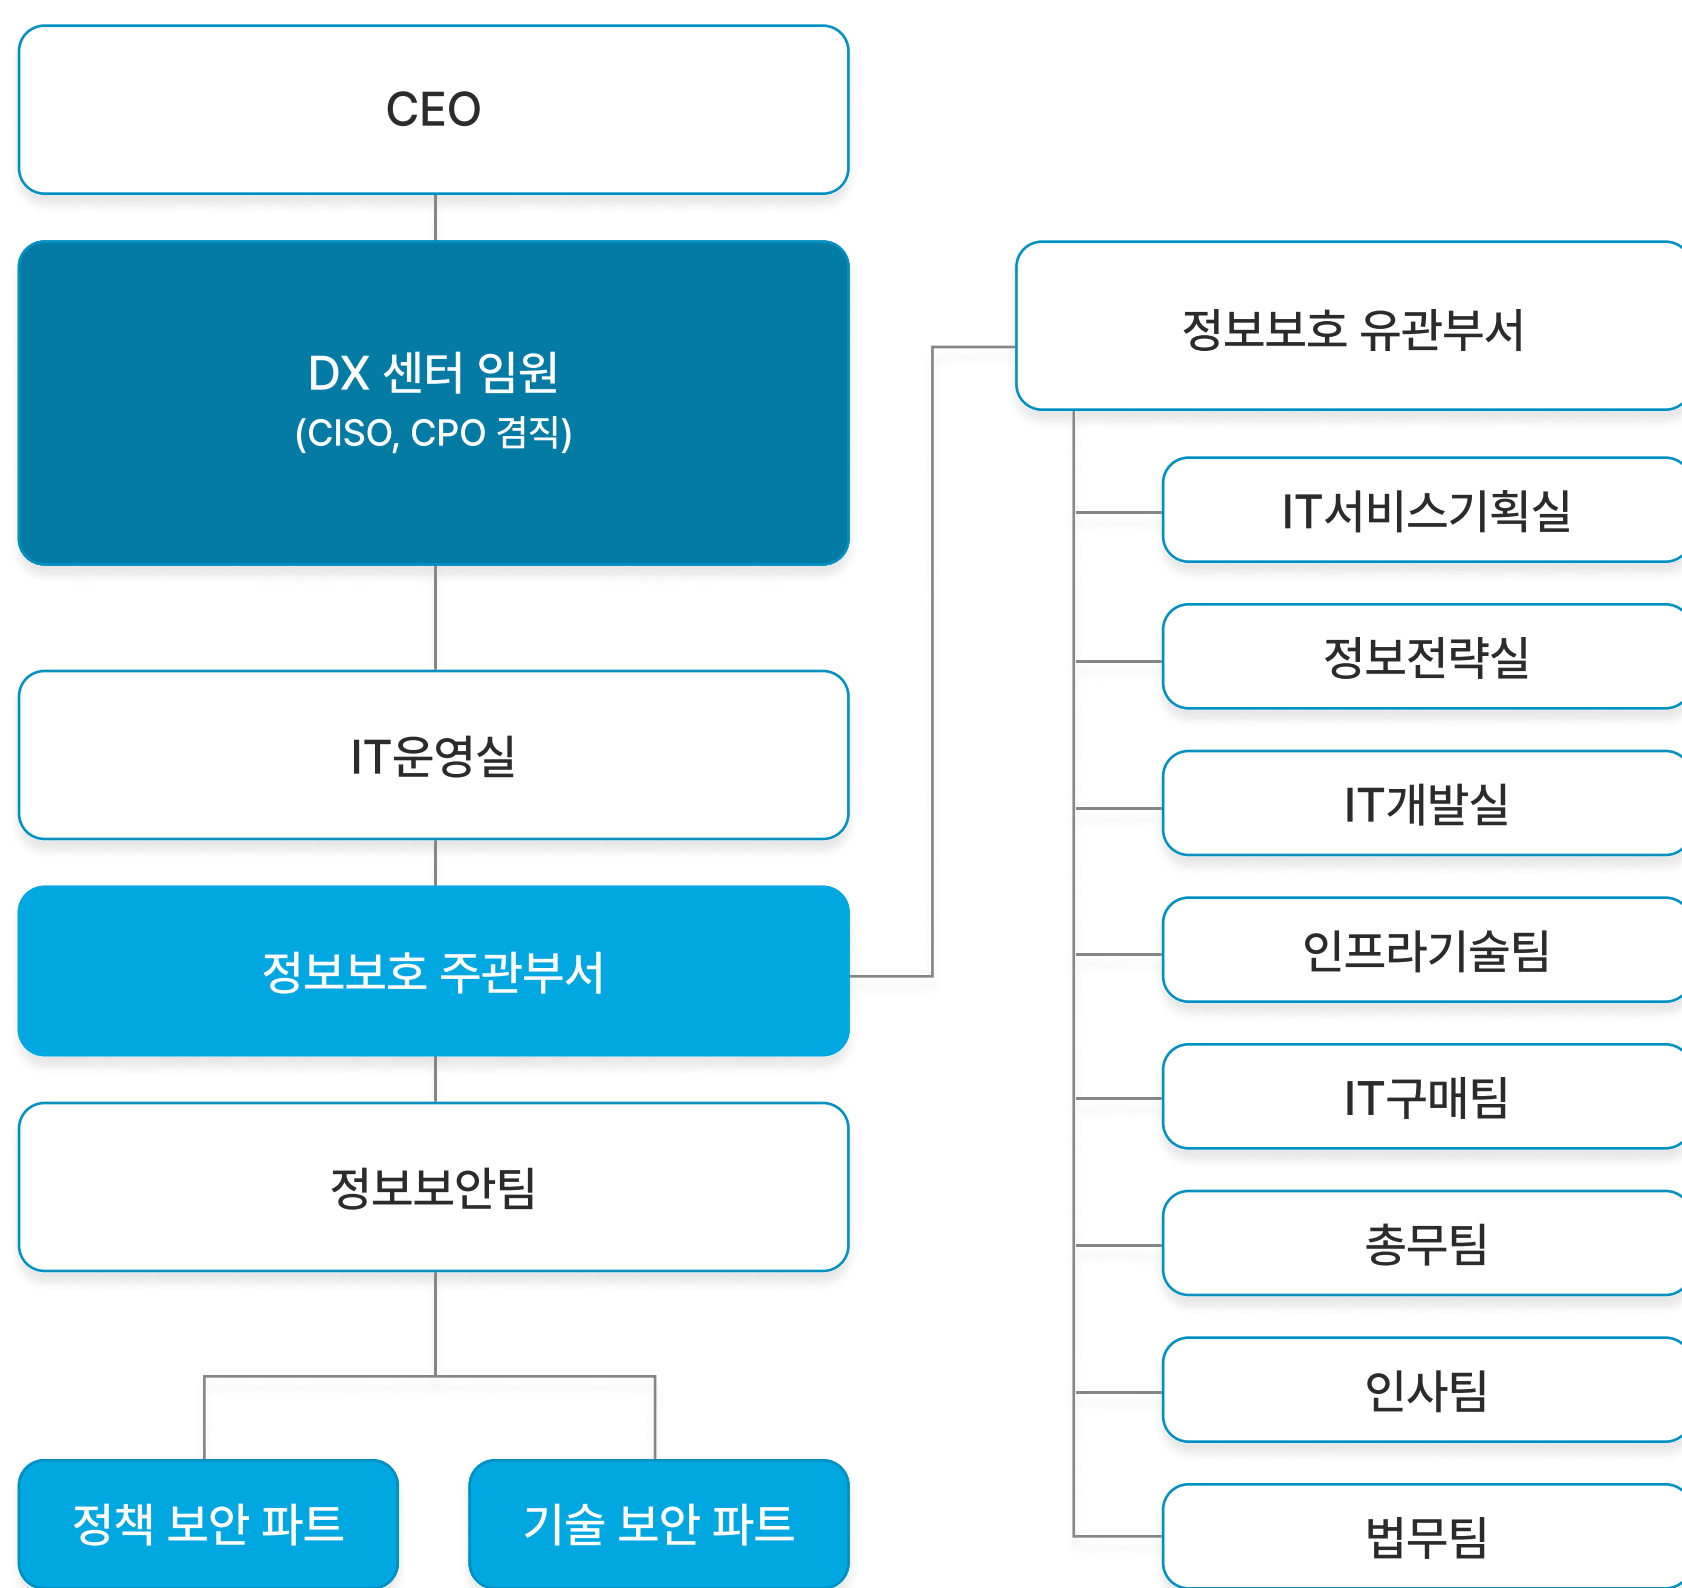 CEO
DX 센터 임원
(CISO, CPO 겸직)
IT운영실
정보보호 주관부서
정보보안팀
정책 보안 파트
기술 보안 파트
정보보호 유관부서
IT서비스기획실
정보전략실
IT개발실
인프라기술팀
IT구매팀
총무팀
인사팀
법무팀